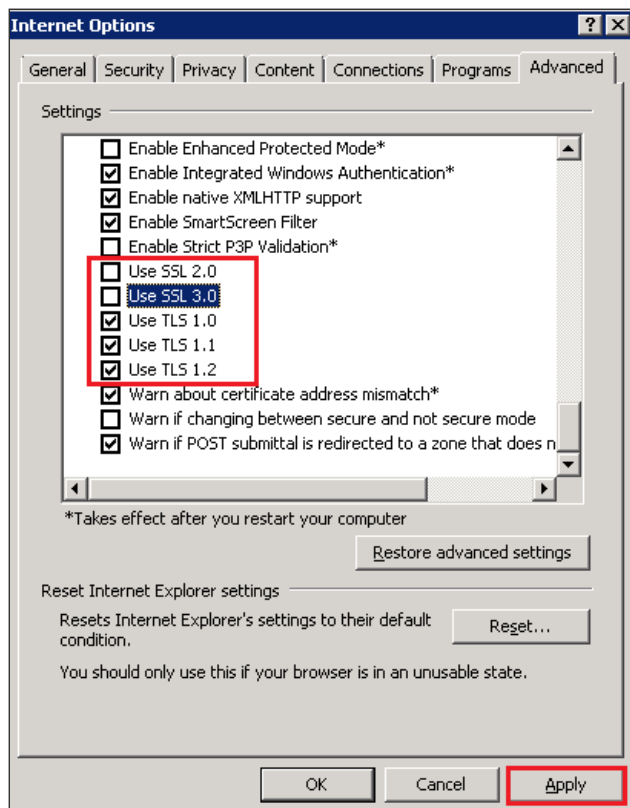 Internet Options
General Security Privacy Content Connections Programs Advanced
Settings
Enable Enhanced Protected Mode*
Enable Integrated Windows Authentication*
Enable native XMLHTTP support
Enable SmartScreen Filter
Enable Strict P3P Validation*
Use SSL 2.0
Use SSL 3.0
Use TLS 1.0
Use TLS 1.1
Use TLS 1.2
Warn about certificate address mismatch*
Warn if changing between secure and not secure mode
Warn if POST submittal is redirected to a zone that does n
*Takes effect after you restart your computer
Restore advanced settings
Reset Internet Explorer settings
Resets Internet Explorer's settings to their default
condition.
Reset...
You should only use this if your browser is in an unusable state.
OK Cancel Apply